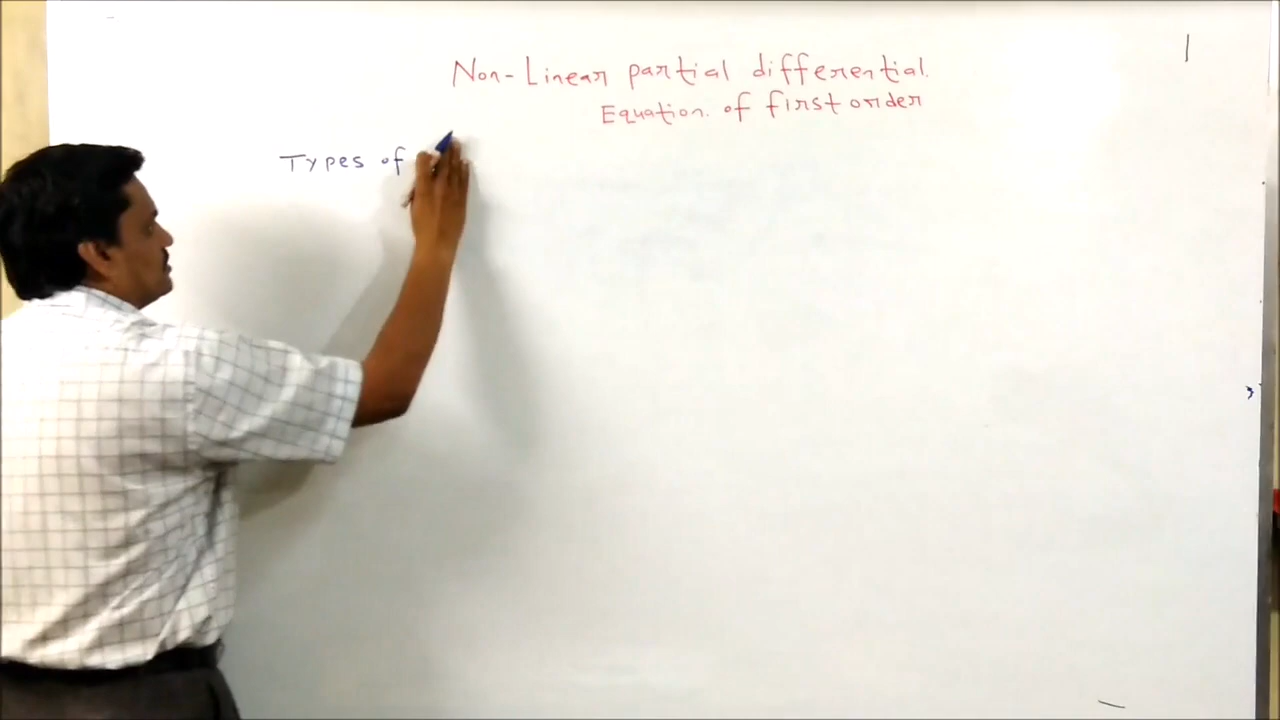 Non-Linear partial differential.
Equation. of first order
Types of